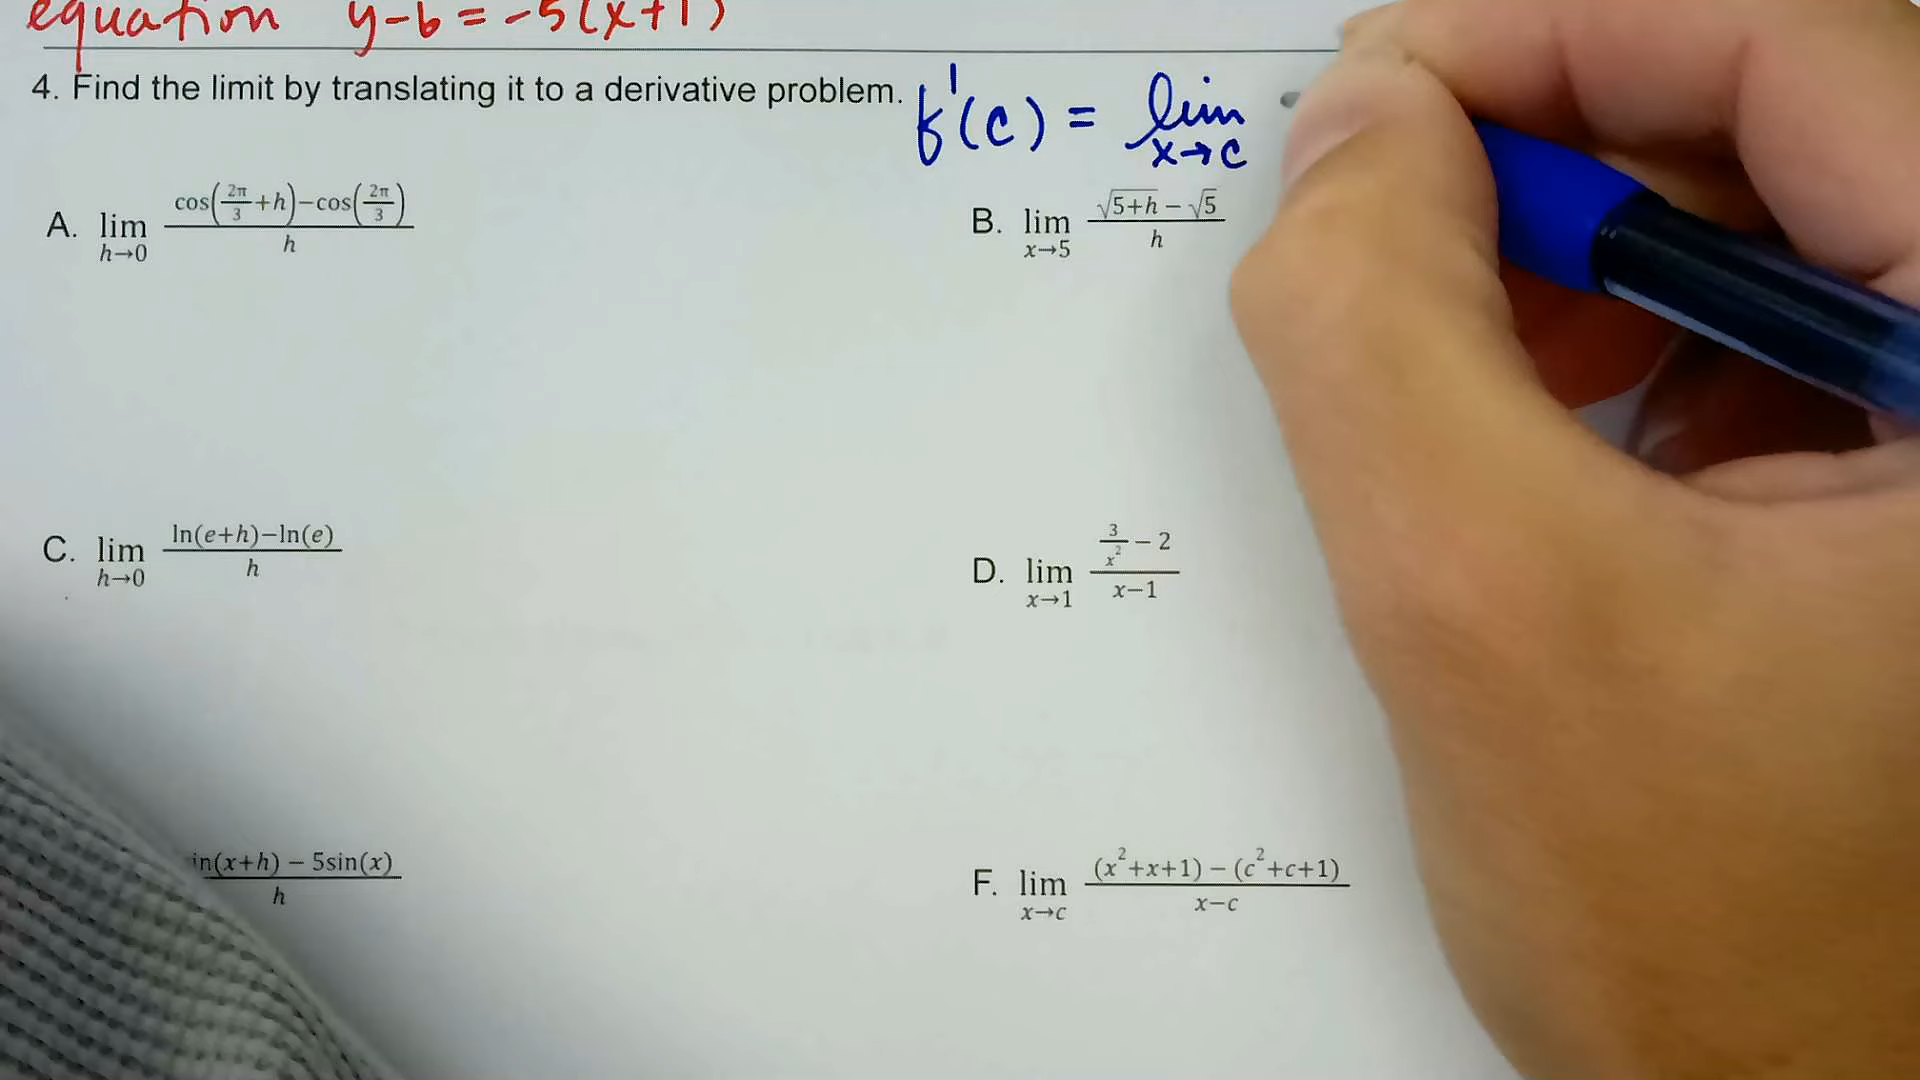 equation y-6 = -5(x+1)
4. Find the limit by translating it to a derivative problem. f'(c) = lim x→c
A. lim h→0 (cos(2π/3 +h)−cos(2π/3))/h
B. lim x→5 (√5+h − √5)/h
C. lim h→0 (ln(e+h)−ln(e))/h
D. lim x→1 (3/x² − 2)/(x−1)
in(x+h) − 5sin(x) / h
F. lim x→c ((x²+x+1) − (c²+c+1))/(x−c)